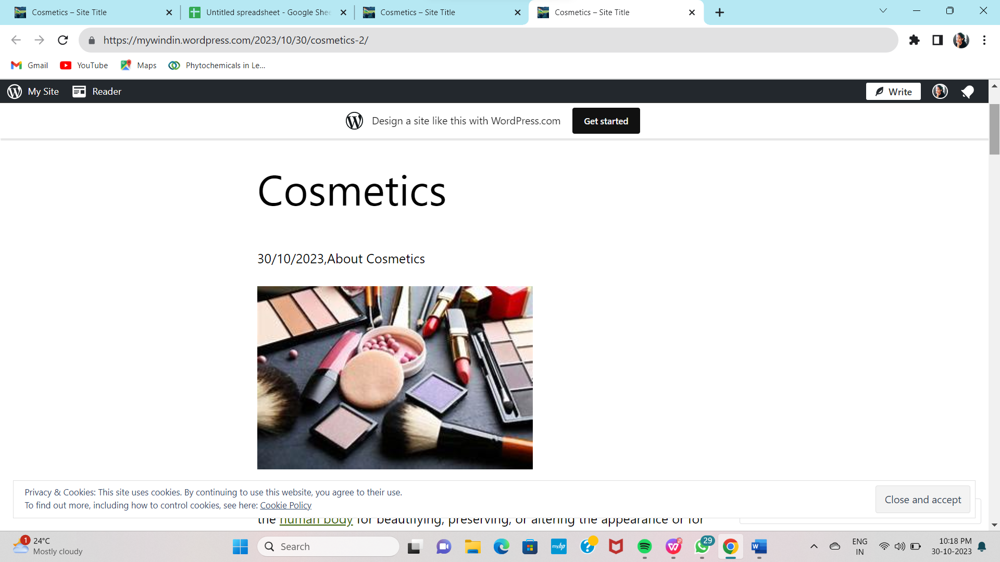 Cosmetics – Site Title
Untitled spreadsheet - Google Shee
Cosmetics – Site Title
Cosmetics – Site Title
https://mywindin.wordpress.com/2023/10/30/cosmetics-2/
Gmail
YouTube
Maps
Phytochemicals in Le...
My Site
Reader
Write
Design a site like this with WordPress.com
Get started
Cosmetics
30/10/2023,About Cosmetics
Privacy & Cookies: This site uses cookies. By continuing to use this website, you agree to their use.
To find out more, including how to control cookies, see here: Cookie Policy
Close and accept
the human body for beautifying, preserving, or altering the appearance or for
1
24°C
Mostly cloudy
Search
myhp
29
ENG
IN
10:18 PM
30-10-2023